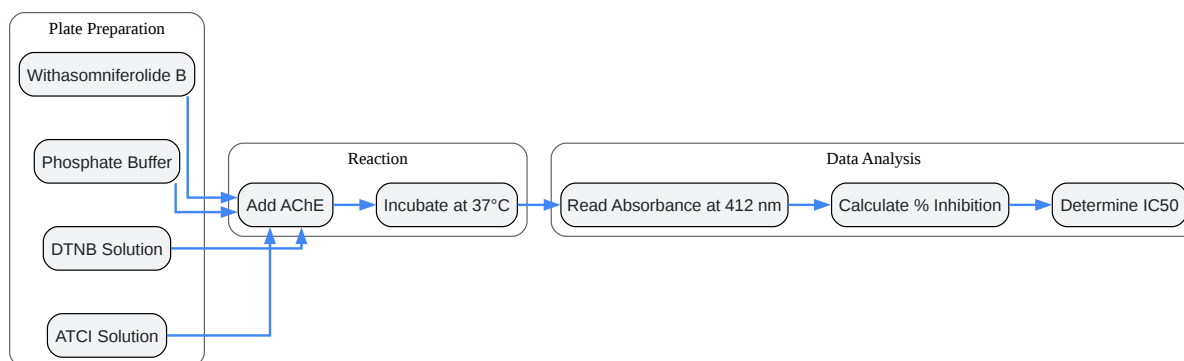 Plate Preparation
Withasomniferolide B
Phosphate Buffer
DTNB Solution
ATCI Solution
Reaction
Add AChE
Incubate at 37°C
Data Analysis
Read Absorbance at 412 nm
Calculate % Inhibition
Determine IC50